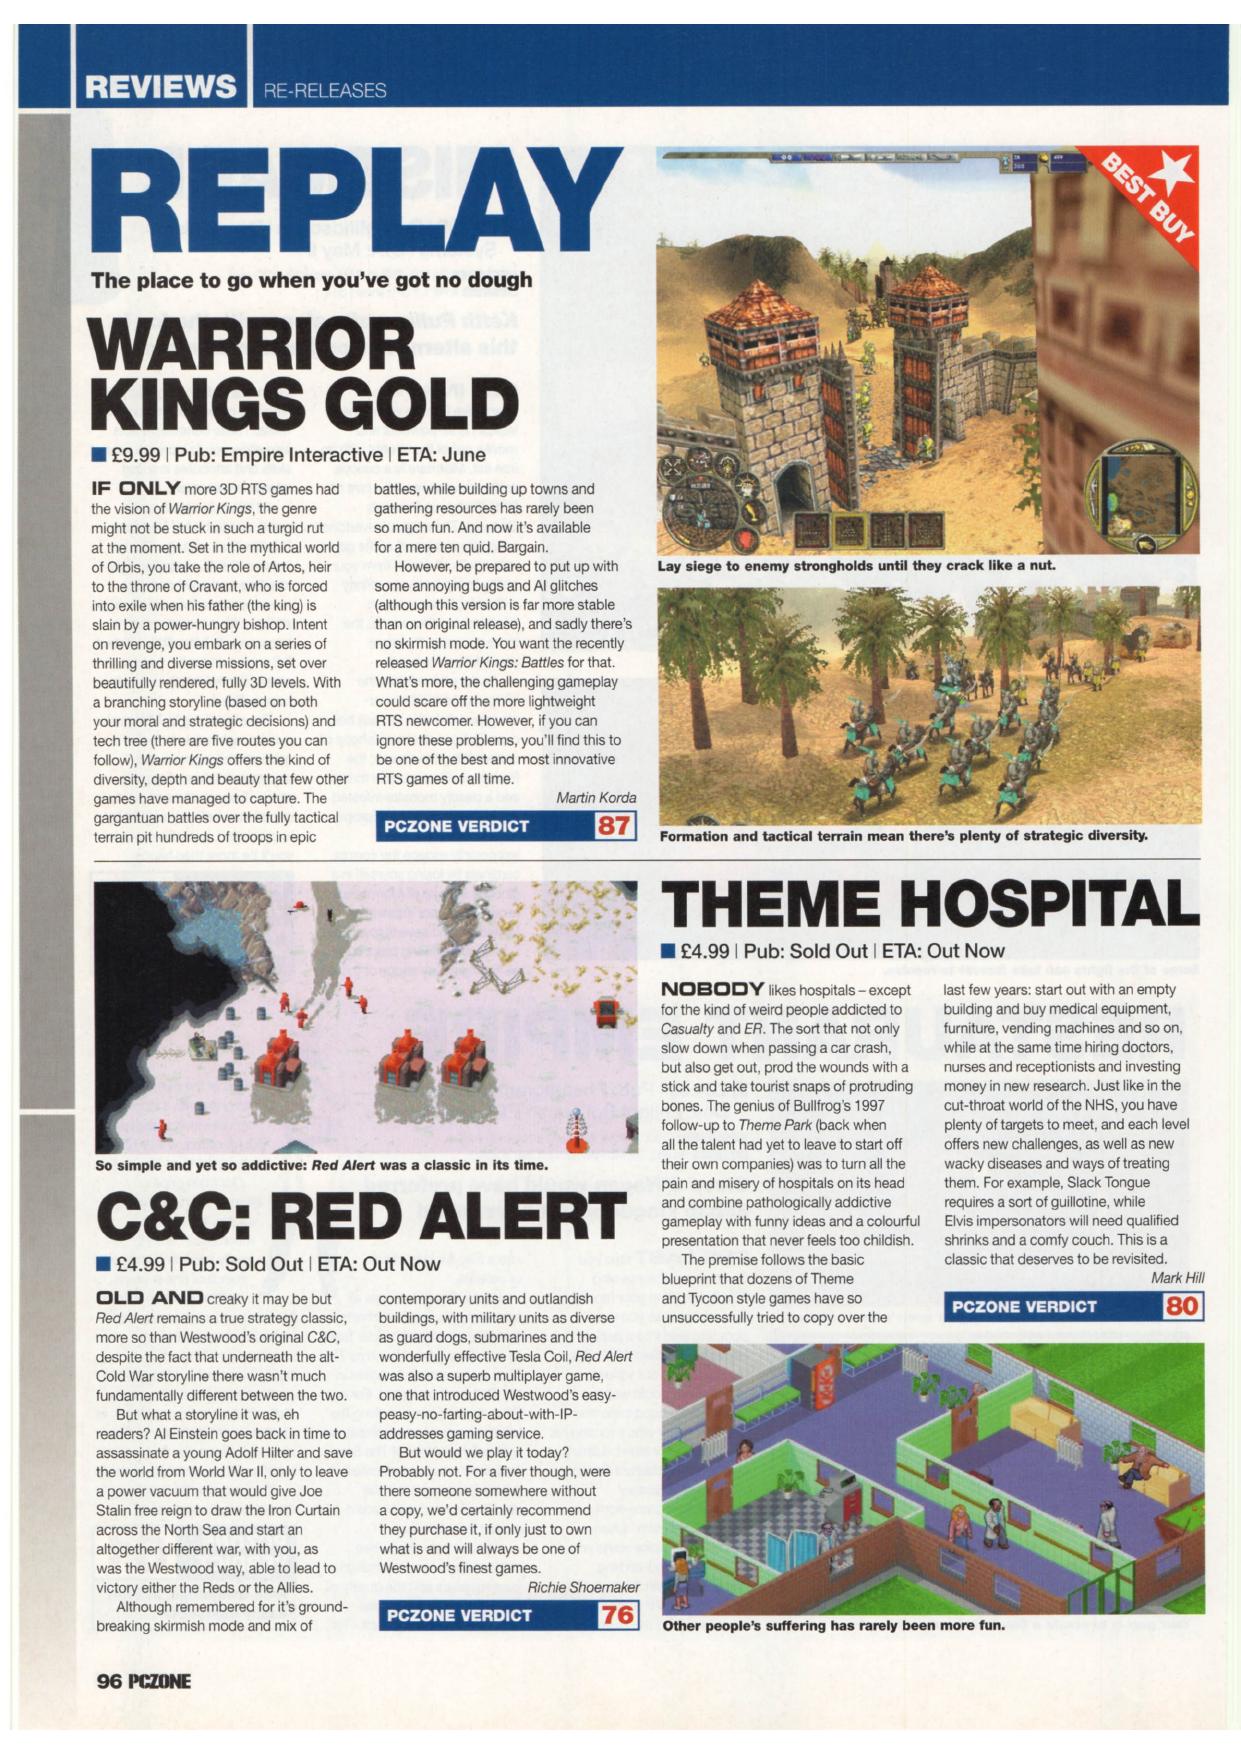 REVIEWS
RE-RELEASES
REPLAY
The place to go when you've got no dough
WARRIOR
KINGS GOLD
£9.99 | Pub: Empire Interactive | ETA: June
IF ONLY more 3D RTS games had
the vision of Warrior Kings, the genre
might not be stuck in such a turgid rut
at the moment. Set in the mythical world
of Orbis, you take the role of Artos, heir
to the throne of Cravant, who is forced
into exile when his father (the king) is
slain by a power-hungry bishop. Intent
on revenge, you embark on a series of
thrilling and diverse missions, set over
beautifully rendered, fully 3D levels. With
a branching storyline (based on both
your moral and strategic decisions) and
tech tree (there are five routes you can
follow), Warrior Kings offers the kind of
diversity, depth and beauty that few other
games have managed to capture. The
gargantuan battles over the fully tactical
terrain pit hundreds of troops in epic
battles, while building up towns and
gathering resources has rarely been
so much fun. And now it's available
for a mere ten quid. Bargain.
However, be prepared to put up with
some annoying bugs and AI glitches
(although this version is far more stable
than on original release), and sadly there's
no skirmish mode. You want the recently
released Warrior Kings: Battles for that.
What's more, the challenging gameplay
could scare off the more lightweight
RTS newcomer. However, if you can
ignore these problems, you'll find this to
be one of the best and most innovative
RTS games of all time.
Martin Korda
PCZONE VERDICT 87
BEST BUY
Lay siege to enemy strongholds until they crack like a nut.
Formation and tactical terrain mean there's plenty of strategic diversity.
So simple and yet so addictive: Red Alert was a classic in its time.
C&C: RED ALERT
£4.99 | Pub: Sold Out | ETA: Out Now
OLD AND creaky it may be but
Red Alert remains a true strategy classic,
more so than Westwood's original C&C,
despite the fact that underneath the alt-
Cold War storyline there wasn't much
fundamentally different between the two.
But what a storyline it was, eh
readers? Al Einstein goes back in time to
assassinate a young Adolf Hilter and save
the world from World War II, only to leave
a power vacuum that would give Joe
Stalin free reign to draw the Iron Curtain
across the North Sea and start an
altogether different war, with you, as
was the Westwood way, able to lead to
victory either the Reds or the Allies.
Although remembered for it's ground-
breaking skirmish mode and mix of
contemporary units and outlandish
buildings, with military units as diverse
as guard dogs, submarines and the
wonderfully effective Tesla Coil, Red Alert
was also a superb multiplayer game,
one that introduced Westwood's easy-
peasy-no-farting-about-with-IP-
addresses gaming service.
But would we play it today?
Probably not. For a fiver though, were
there someone somewhere without
a copy, we'd certainly recommend
they purchase it, if only just to own
what is and will always be one of
Westwood's finest games.
Richie Shoemaker
PCZONE VERDICT 76
THEME HOSPITAL
£4.99 | Pub: Sold Out | ETA: Out Now
NOBODY likes hospitals – except
for the kind of weird people addicted to
Casualty and ER. The sort that not only
slow down when passing a car crash,
but also get out, prod the wounds with a
stick and take tourist snaps of protruding
bones. The genius of Bullfrog's 1997
follow-up to Theme Park (back when
all the talent had yet to leave to start off
their own companies) was to turn all the
pain and misery of hospitals on its head
and combine pathologically addictive
gameplay with funny ideas and a colourful
presentation that never feels too childish.
The premise follows the basic
blueprint that dozens of Theme
and Tycoon style games have so
unsuccessfully tried to copy over the
last few years: start out with an empty
building and buy medical equipment,
furniture, vending machines and so on,
while at the same time hiring doctors,
nurses and receptionists and investing
money in new research. Just like in the
cut-throat world of the NHS, you have
plenty of targets to meet, and each level
offers new challenges, as well as new
wacky diseases and ways of treating
them. For example, Slack Tongue
requires a sort of guillotine, while
Elvis impersonators will need qualified
shrinks and a comfy couch. This is a
classic that deserves to be revisited.
Mark Hill
PCZONE VERDICT 80
Other people's suffering has rarely been more fun.
96 PCZONE